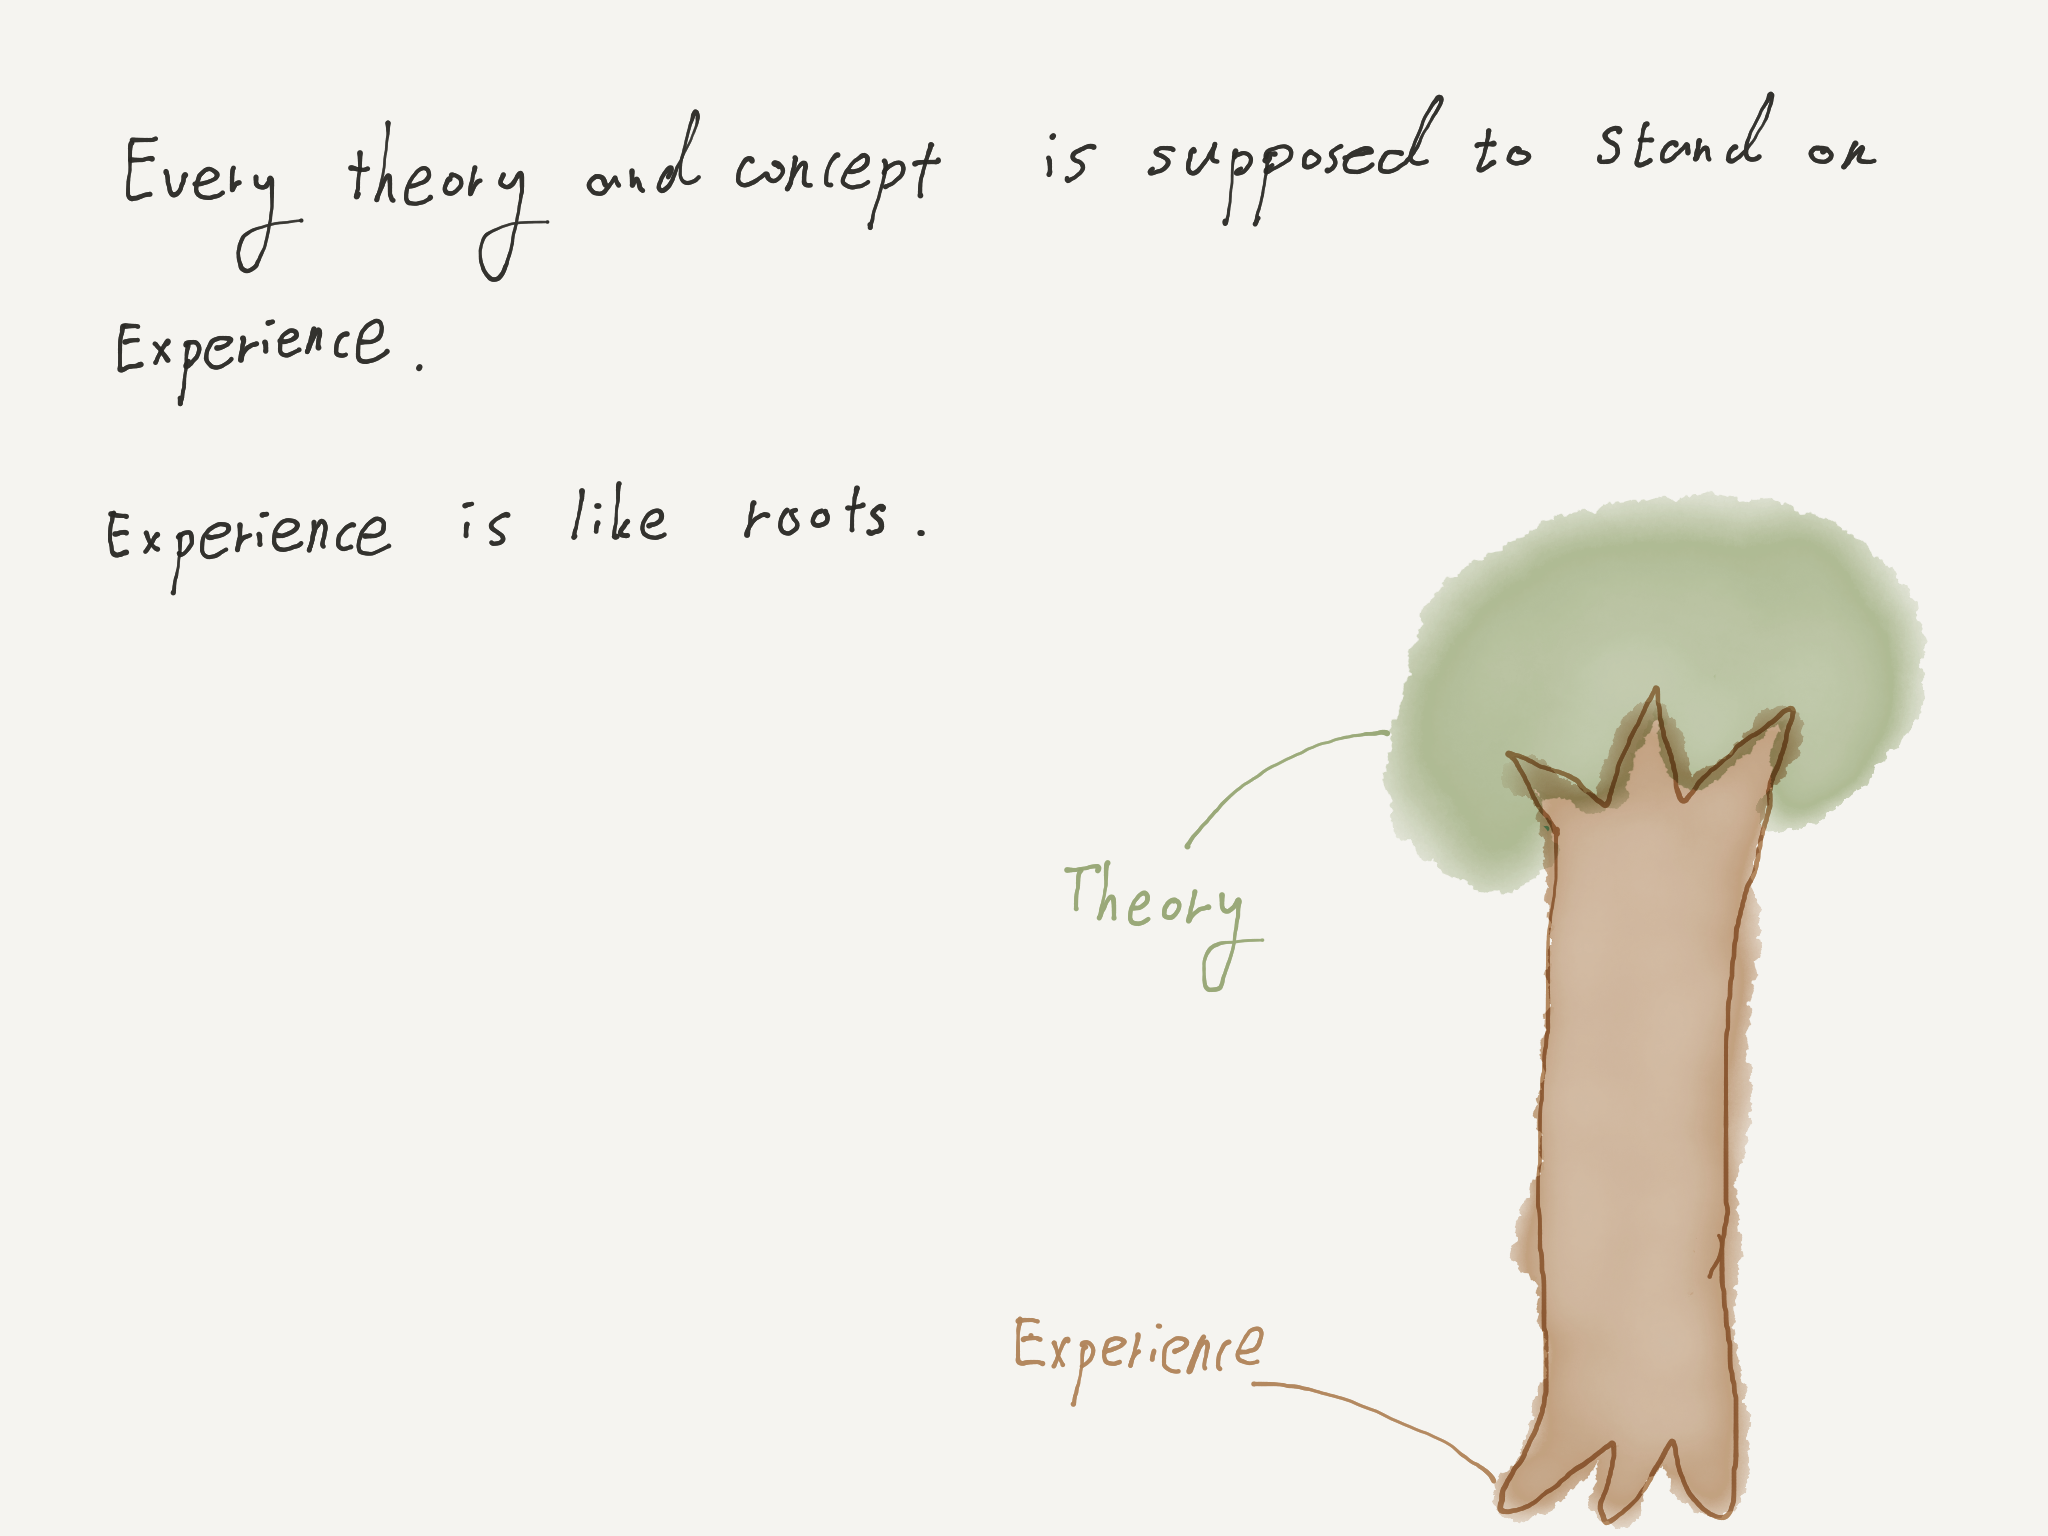 Every theory and concept is supposed to stand on
Experience.
Experience is like roots.
Theory
Experience